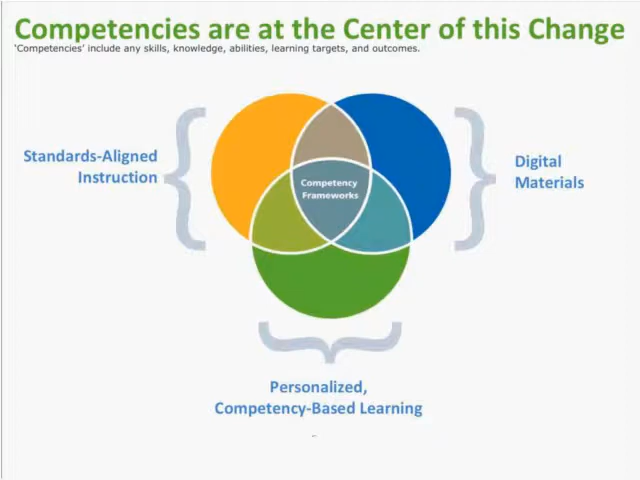 Competencies are at the Center of this Change
'Competencies' include any skills, knowledge, abilities, learning targets, and outcomes.
Standards-Aligned
Instruction
Digital
Materials
Competency
Frameworks
Personalized,
Competency-Based Learning